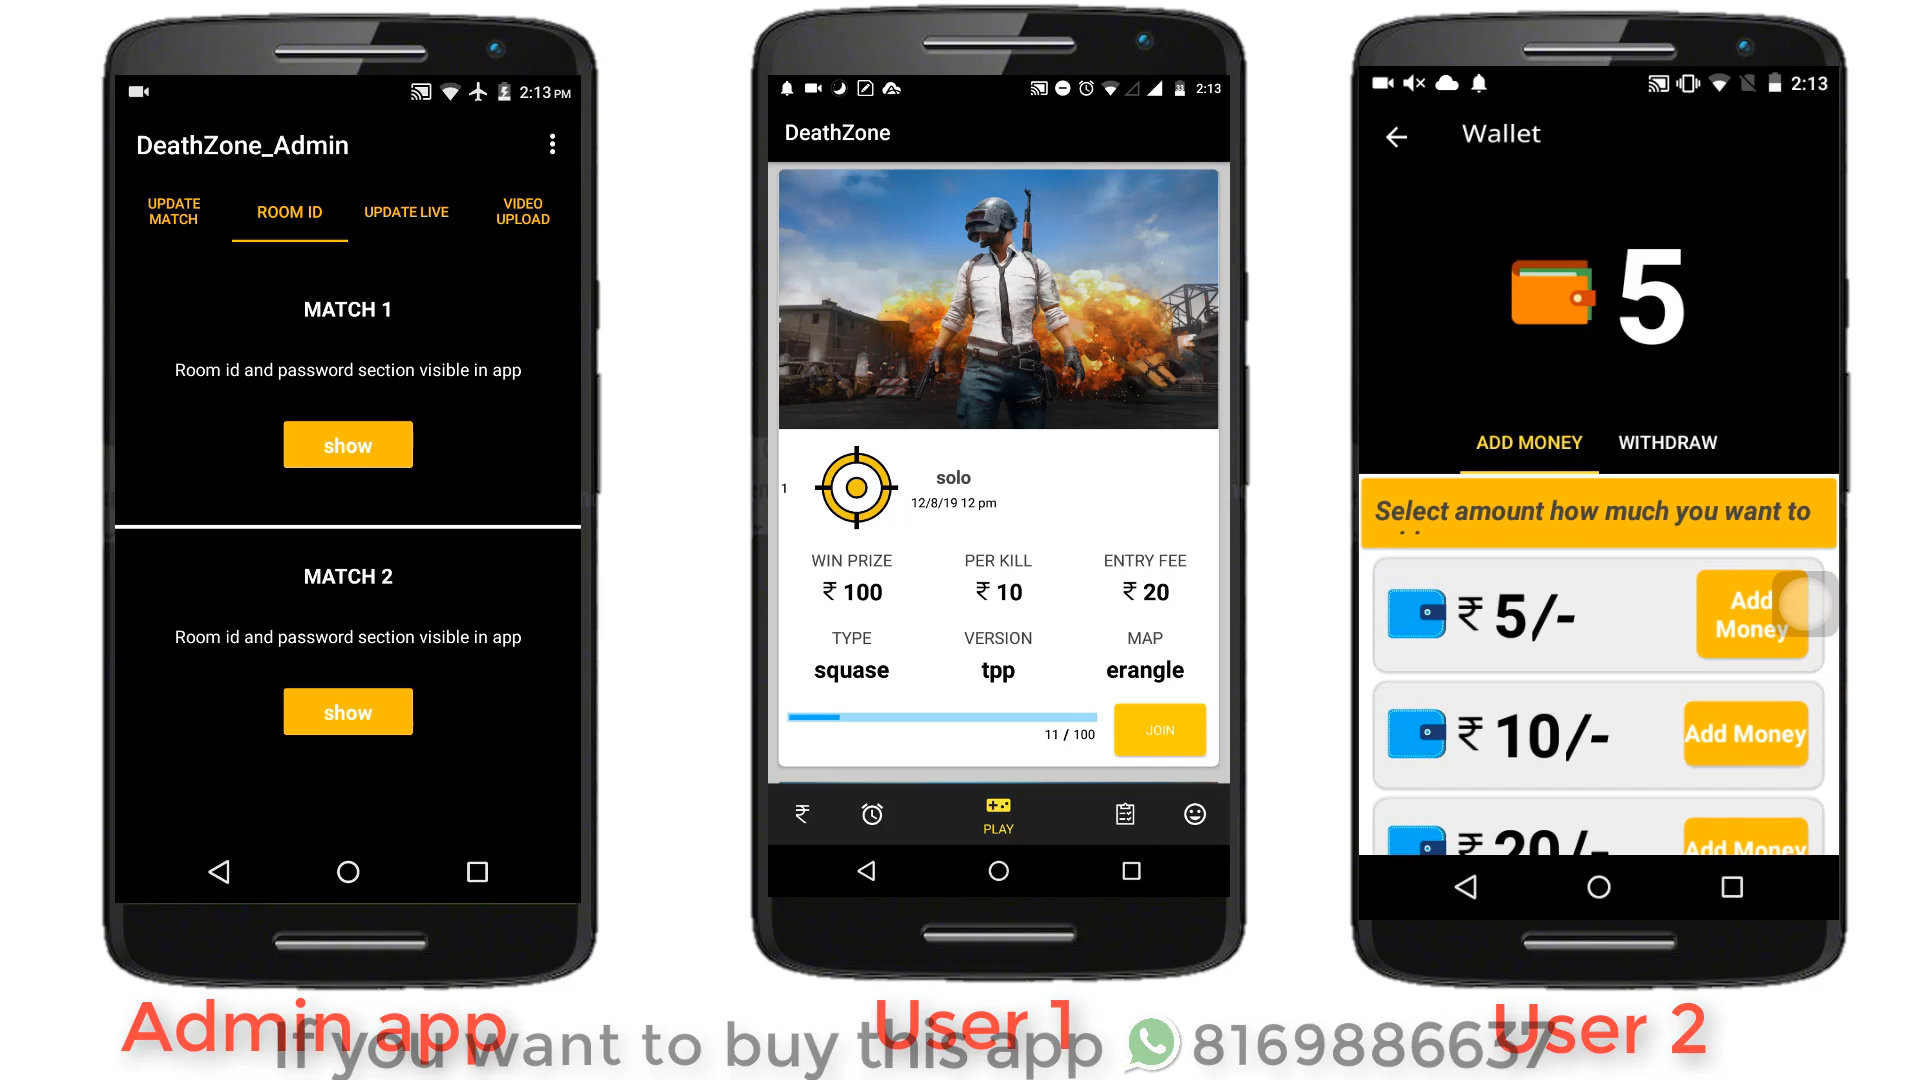 2:13 PM
DeathZone_Admin
UPDATE MATCH
ROOM ID
UPDATE LIVE
VIDEO UPLOAD
MATCH 1
Room id and password section visible in app
show
MATCH 2
Room id and password section visible in app
show
Admin app
2:13
DeathZone
1
solo
12/8/19 12 pm
WIN PRIZE
PER KILL
ENTRY FEE
₹ 100
₹ 10
₹ 20
TYPE
VERSION
MAP
squase
tpp
erangle
11 / 100
JOIN
PLAY
User 1
2:13
Wallet
5
ADD MONEY
WITHDRAW
Select amount how much you want to
₹ 5/-
Add Money
₹ 10/-
Add Money
₹ 20/-
Add Money
User 2
If you want to buy this app 8169886637